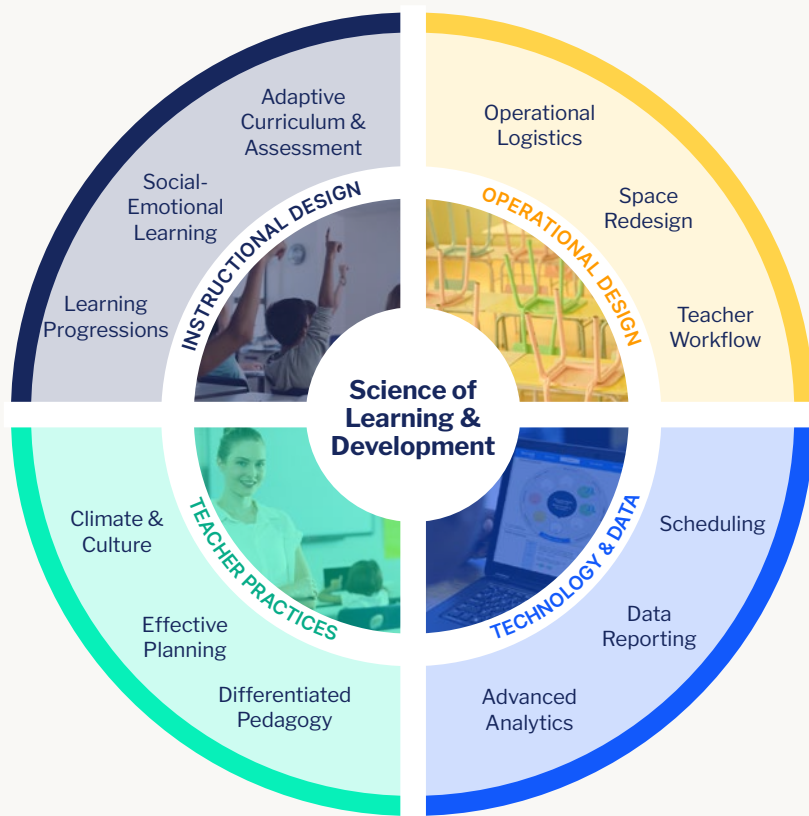 Adaptive
Curriculum &
Assessment
Social-
Emotional
Learning
Learning
Progressions
INSTRUCTIONAL DESIGN
Operational
Logistics
Space
Redesign
Teacher
Workflow
OPERATIONAL DESIGN
Science of
Learning &
Development
Climate &
Culture
Effective
Planning
Differentiated
Pedagogy
TEACHER PRACTICES
Scheduling
Data
Reporting
Advanced
Analytics
TECHNOLOGY & DATA